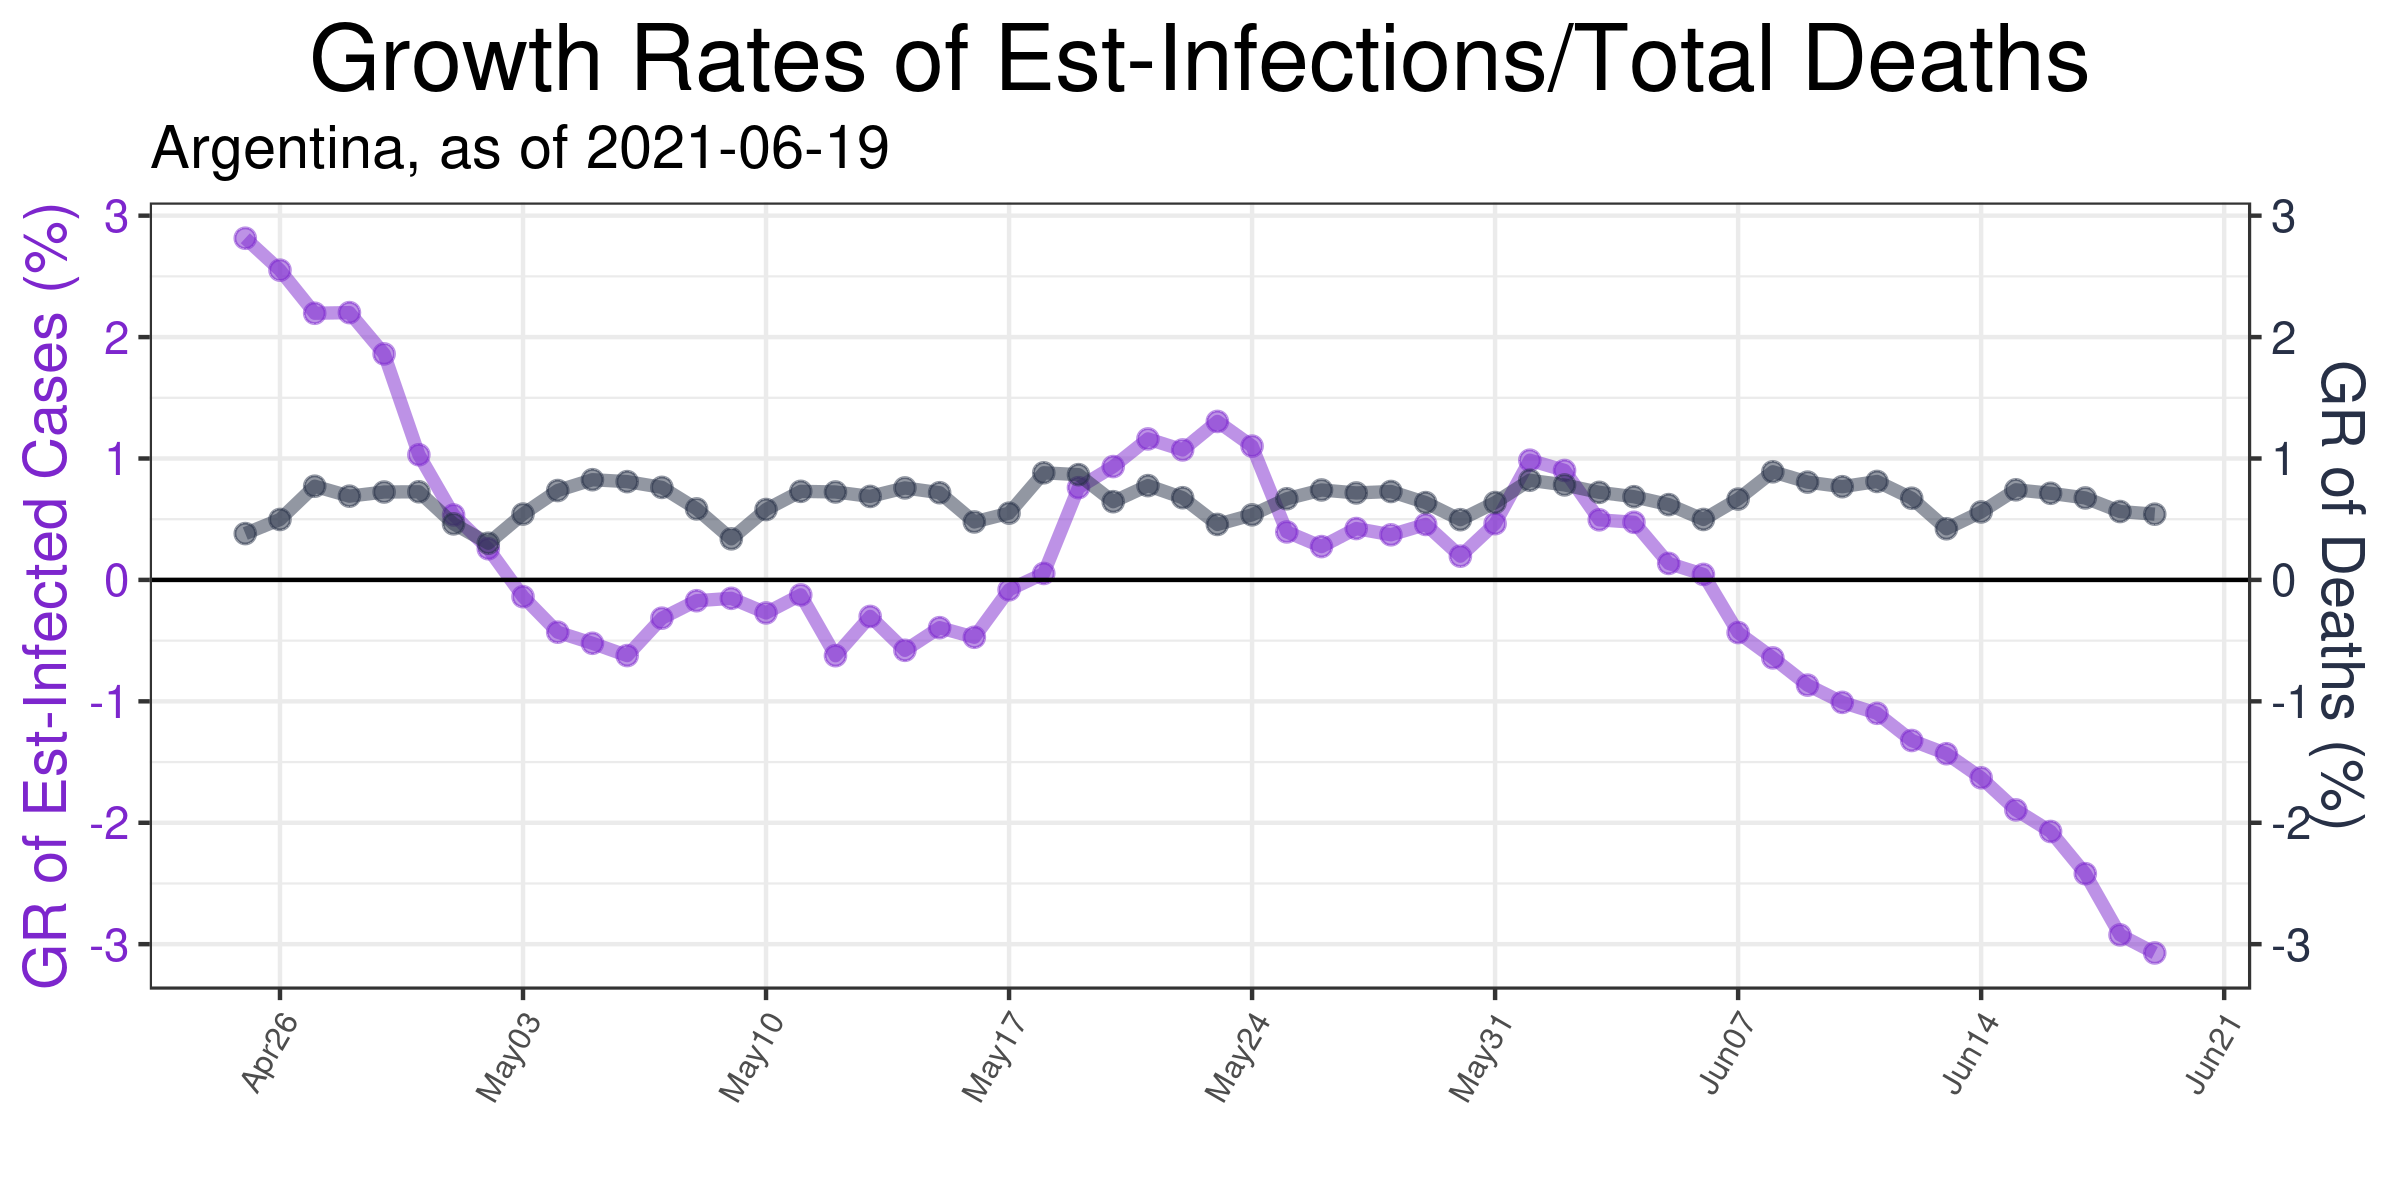 Growth Rates of Est-Infections/Total Deaths
Argentina, as of 2021-06-19
GR of Est-Infected Cases (%)
3
2
1
0
-1
-2
-3
3
2
1
0
-1
-2
-3
GR of Deaths (%)
Apr26
May03
May10
May17
May24
May31
Jun07
Jun14
Jun21